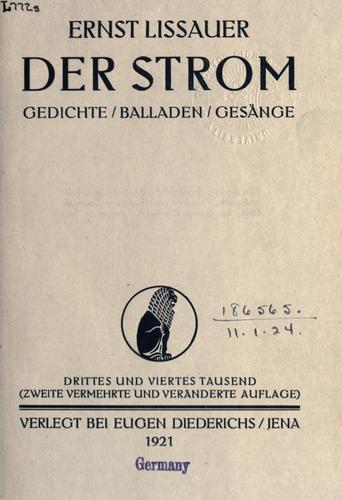 ERNST LISSAUER
DER STROM
GEDICHTE / BALLADEN / GESÄNGE
186565.
11.1.24.
DRITTES UND VIERTES TAUSEND
(ZWEITE VERMEHRTE UND VERÄNDERTE AUFLAGE)
VERLEGT BEI EUGEN DIEDERICHS / JENA
1921
Germany